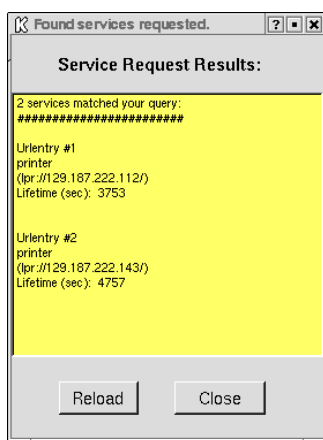 Found services requested.
Service Request Results:
2 services matched your query:
########################
Urlentry #1
printer
(lpr://129.187.222.112/)
Lifetime (sec): 3753
Urlentry #2
printer
(lpr://129.187.222.143/)
Lifetime (sec): 4757
Reload
Close